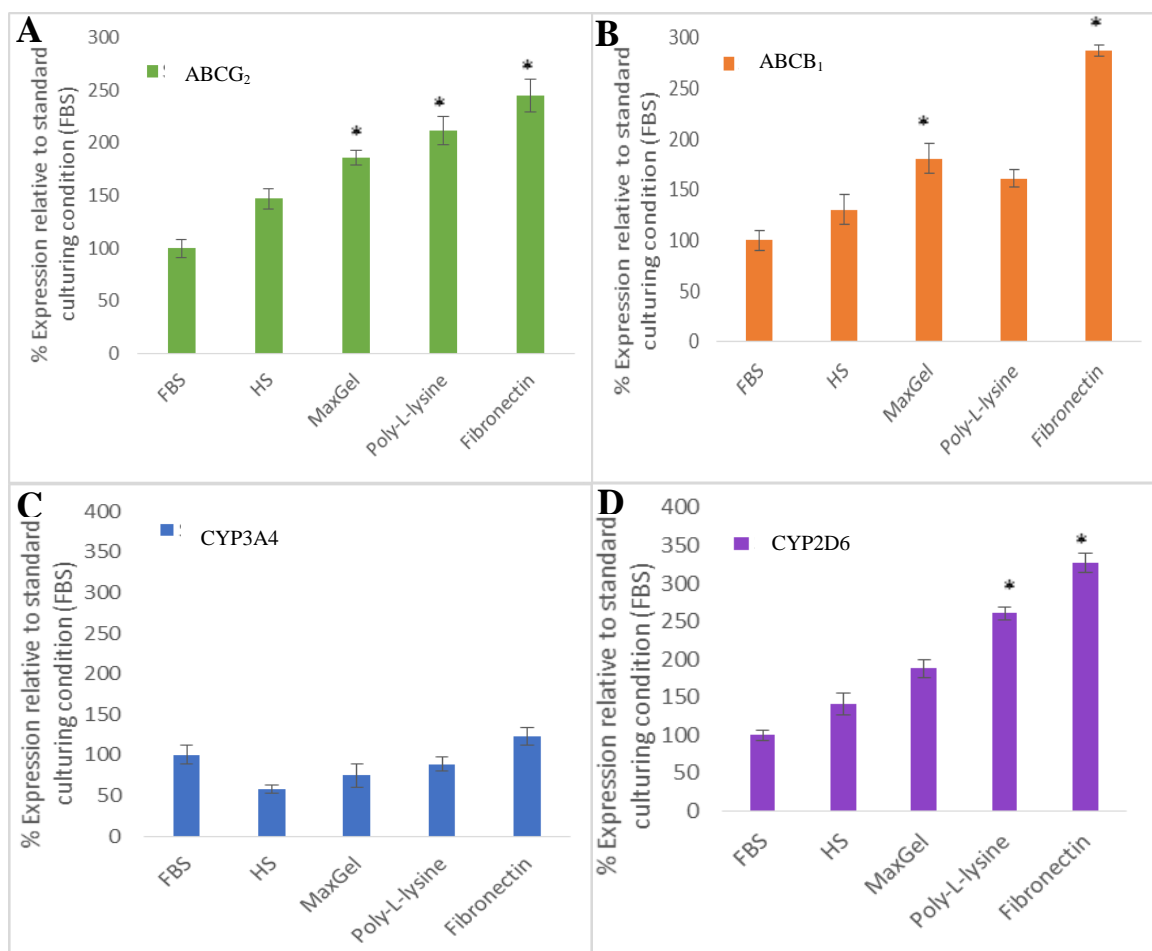 A
% Expression relative to standard
culturing condition (FBS)
300
250
200
150
100
50
0
ABCG2
*
*
*
FBS
HS
MaxGel
Poly-L-lysine
Fibronectin
B
% Expression relative to standard
culturing condition (FBS)
300
250
200
150
100
50
0
ABCB1
*
*
FBS
HS
MaxGel
Poly-L-lysine
Fibronectin
C
% Expression relative to standard
culturing condition (FBS)
400
350
300
250
200
150
100
50
0
CYP3A4
FBS
HS
MaxGel
Poly-L-lysine
Fibronectin
D
% Expression relative to standard
culturing condition (FBS)
400
350
300
250
200
150
100
50
0
CYP2D6
*
*
FBS
HS
MaxGel
Poly-L-lysine
Fibronectin